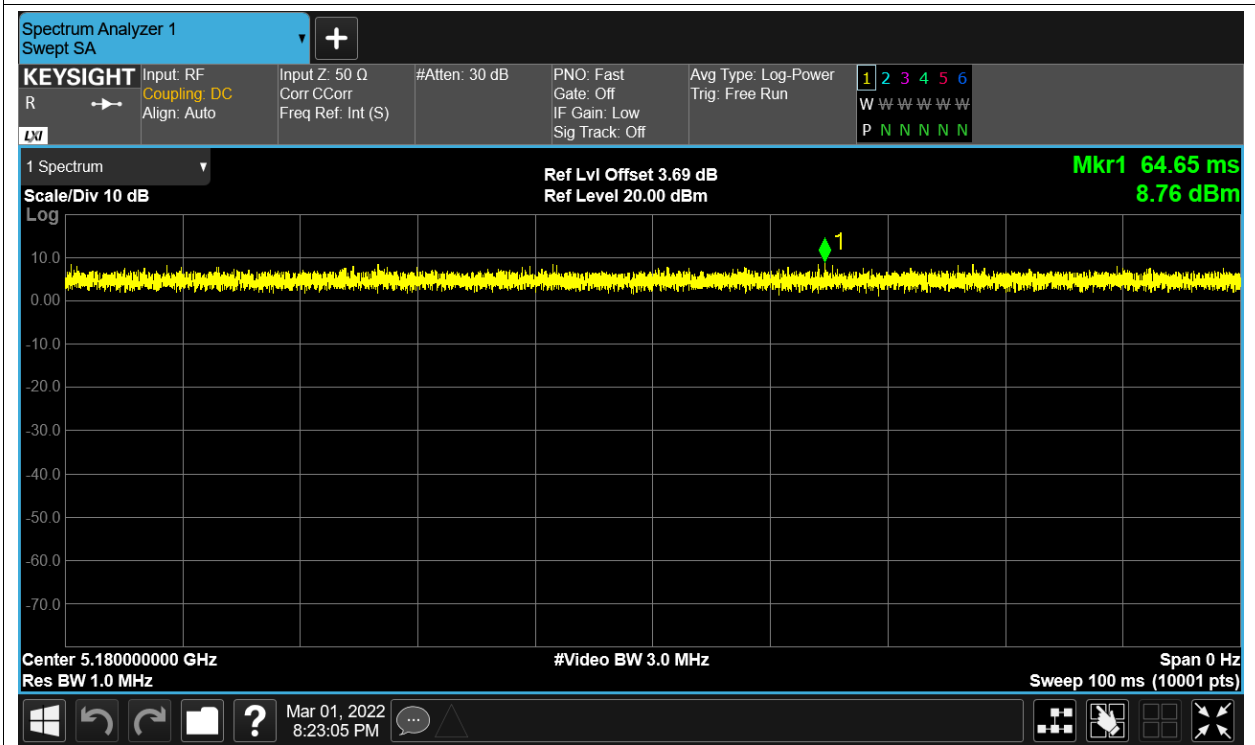 Spectrum Analyzer 1
Swept SA
+
KEYSIGHT
R
LXI
Input: RF
Coupling: DC
Align: Auto
Input Z: 50 Ω
Corr CCorr
Freq Ref: Int (S)
#Atten: 30 dB
PNO: Fast
Gate: Off
IF Gain: Low
Sig Track: Off
Avg Type: Log-Power
Trig: Free Run
1 2 3 4 5 6
W W W W W W
P N N N N N
1 Spectrum
Scale/Div 10 dB
Ref Lvl Offset 3.69 dB
Ref Level 20.00 dBm
Mkr1 64.65 ms
8.76 dBm
Log
1
10.0
0.00
-10.0
-20.0
-30.0
-40.0
-50.0
-60.0
-70.0
Center 5.180000000 GHz
#Video BW 3.0 MHz
Span 0 Hz
Res BW 1.0 MHz
Sweep 100 ms (10001 pts)
?
Mar 01, 2022
8:23:05 PM